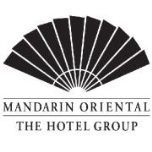 MANDARIN ORIENTAL
THE HOTEL GROUP